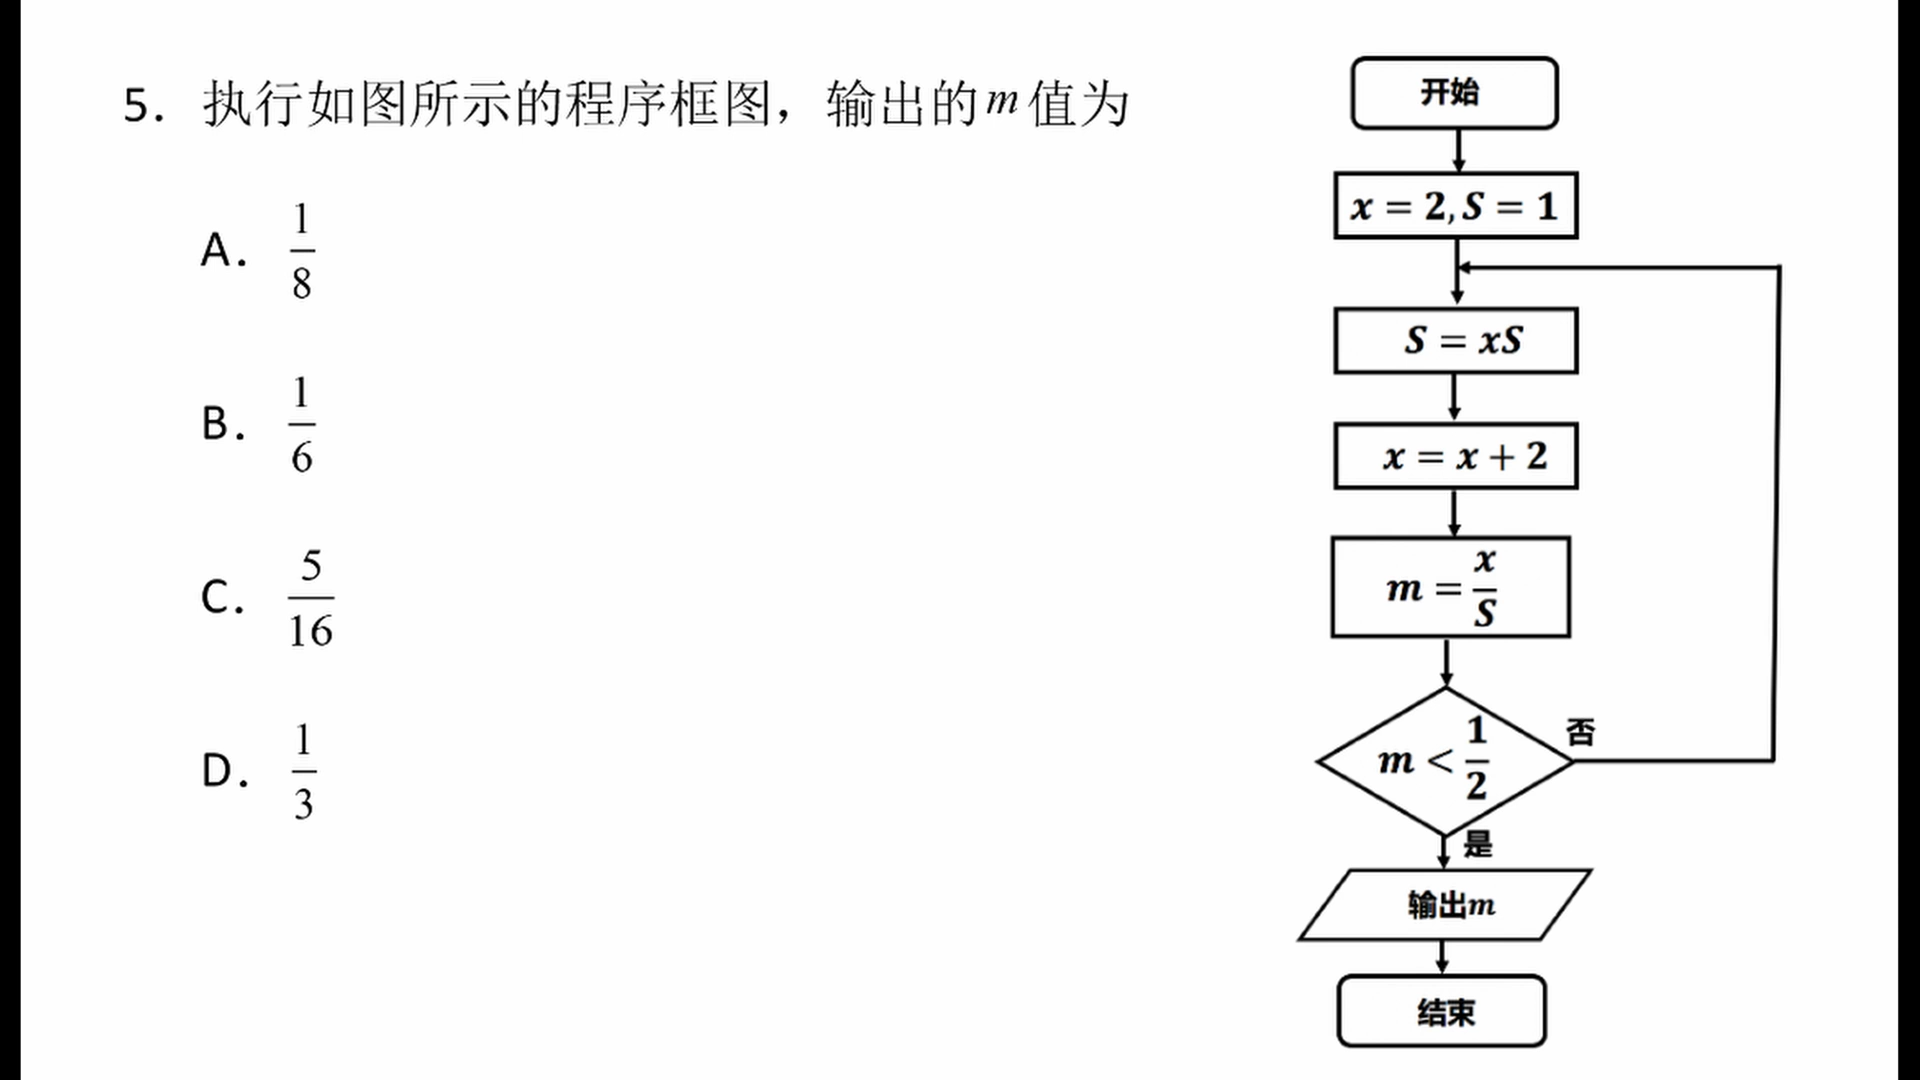 5. 执行如图所示的程序框图，输出的m值为
A. 1/8
B. 1/6
C. 5/16
D. 1/3
开始
x = 2, S = 1
S = xS
x = x + 2
m = x/S
m < 1/2
否
是
输出m
结束